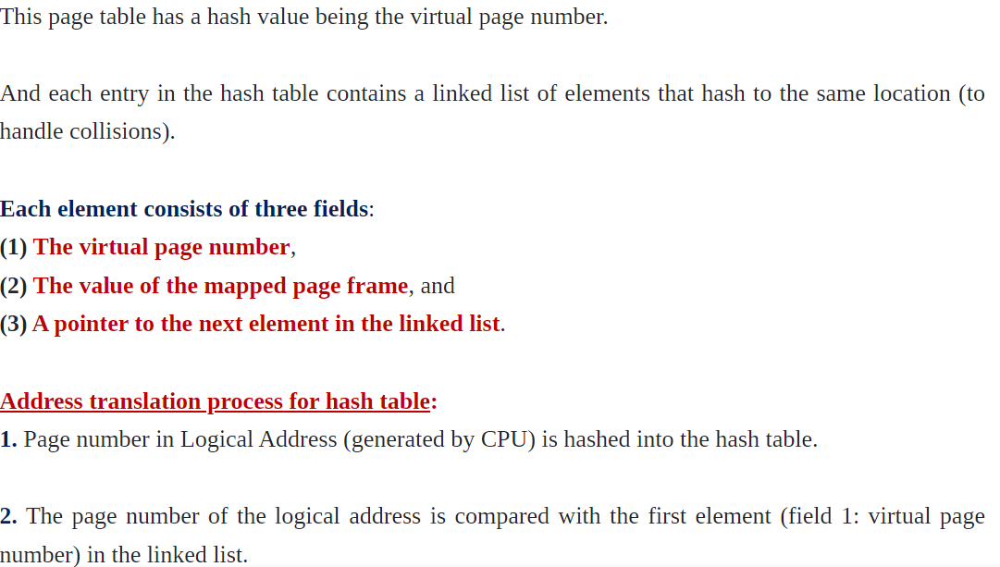 This page table has a hash value being the virtual page number.
And each entry in the hash table contains a linked list of elements that hash to the same location (to
handle collisions).
Each element consists of three fields:
(1) The virtual page number,
(2) The value of the mapped page frame, and
(3) A pointer to the next element in the linked list.
Address translation process for hash table:
1. Page number in Logical Address (generated by CPU) is hashed into the hash table.
2. The page number of the logical address is compared with the first element (field 1: virtual page
number) in the linked list.